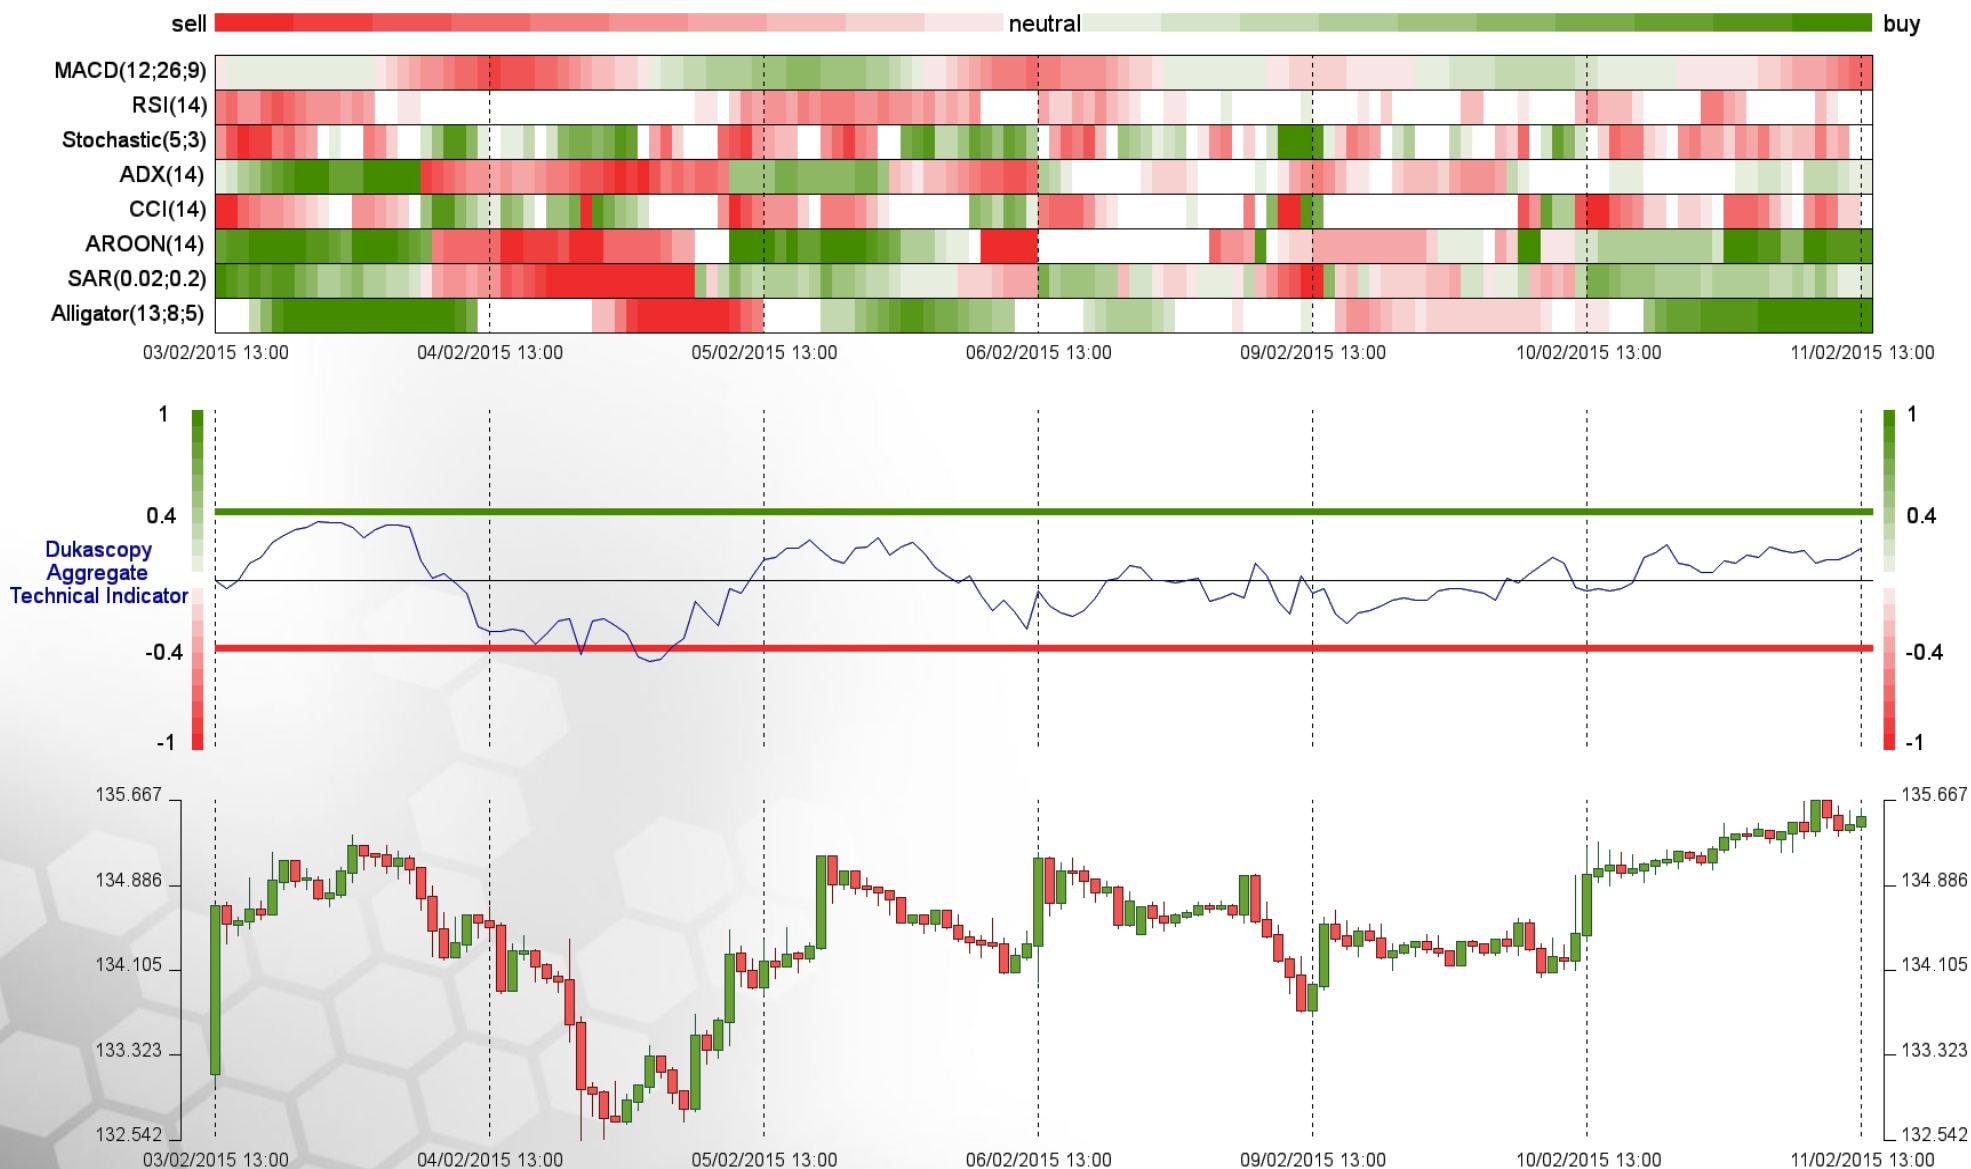 sell neutral buy
MACD(12;26;9)
RSI(14)
Stochastic(5;3)
ADX(14)
CCI(14)
AROON(14)
SAR(0.02;0.2)
Alligator(13;8;5)
03/02/2015 13:00 04/02/2015 13:00 05/02/2015 13:00 06/02/2015 13:00 09/02/2015 13:00 10/02/2015 13:00 11/02/2015 13:00
1 1
0.4 0.4
Dukascopy
Aggregate
Technical Indicator
-0.4 -0.4
-1 -1
135.667 135.667
134.886 134.886
134.105 134.105
133.323 133.323
132.542 132.542
03/02/2015 13:00 04/02/2015 13:00 05/02/2015 13:00 06/02/2015 13:00 09/02/2015 13:00 10/02/2015 13:00 11/02/2015 13:00